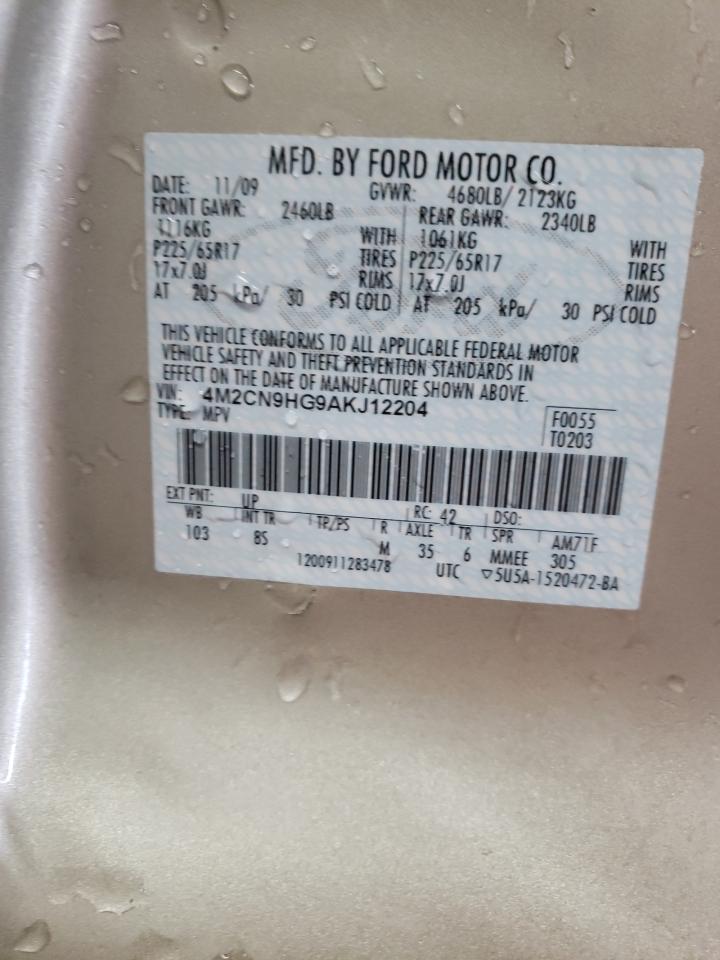 MFD. BY FORD MOTOR CO.
DATE: 11/09 GVWR: 4680LB/ 2123KG
FRONT GAWR: 2460LB REAR GAWR: 2340LB
1116KG WITH 1061KG WITH
P225/65R17 TIRES P225/65R17 TIRES
17x7.0J RIMS 17x7.0J RIMS
AT 205 kPa/ 30 PSI COLD AT 205 kPa/ 30 PSI COLD
THIS VEHICLE CONFORMS TO ALL APPLICABLE FEDERAL MOTOR
VEHICLE SAFETY AND THEFT PREVENTION STANDARDS IN
EFFECT ON THE DATE OF MANUFACTURE SHOWN ABOVE.
VIN: 4M2CN9HG9AKJ12204
TYPE: MPV
F0055
T0203
EXT PNT: UP RC: 42 DSO:
WB INT TR TP/PS R AXLE TR SPR AM71F
103 8S M 35 6 MMEE 305
1200911283478 UTC ▽5U5A-1520472-BA